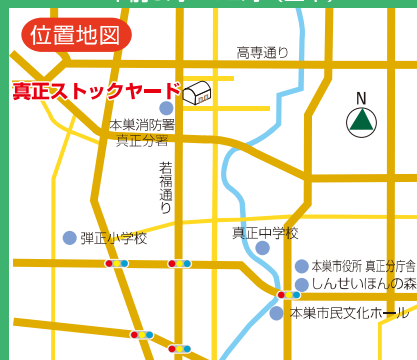 位置地図
高専通り
真正ストックヤード
N
本巣消防署
真正分署
若福通り
弾正小学校
真正中学校
本巣市役所 真正分庁舎
しんせいほんの森
本巣市民文化ホール